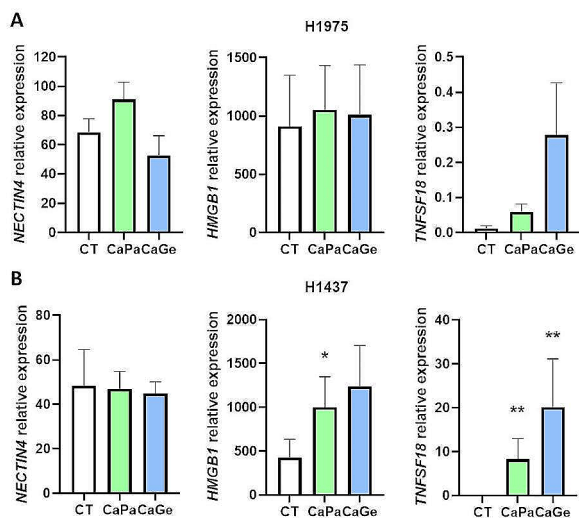 A
H1975
NECTIN4 relative expression
120
100
80
60
40
20
0
CT CaPa CaGe
HMGB1 relative expression
1500
1000
500
0
CT CaPa CaGe
TNFSF18 relative expression
0.5
0.4
0.3
0.2
0.1
0.0
CT CaPa CaGe
B
H1437
NECTIN4 relative expression
80
60
40
20
0
CT CaPa CaGe
HMGB1 relative expression
2000
1500
1000
500
0
*
CT CaPa CaGe
TNFSF18 relative expression
40
30
20
10
0
**
**
CT CaPa CaGe